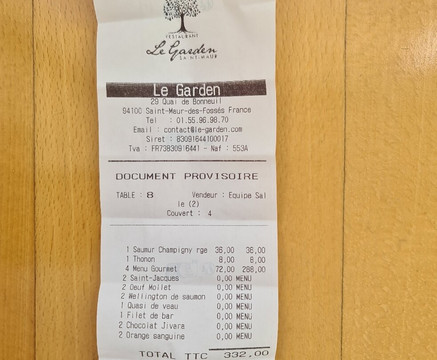 RESTAURANT
Le Garden
SAINT-MAUR
Le Garden
29 Quai de Bonneuil
94100 Saint-Maur-des-Fossés France
Tel : 01.55.96.98.70
Email : contact@le-garden.com
Siret : 83091644100017
Tva : FR73830916441 - Naf : 553A
DOCUMENT PROVISOIRE
TABLE : 8 Vendeur : Equipe Sal
le (2)
Couvert : 4
1 Saumur Champigny rge 36,00 36,00
1 Thonon 8,00 8,00
4 Menu Gourmet 72,00 288,00
2 Saint-Jacques 0,00 MENU
2 Oeuf Mollet 0,00 MENU
2 Wellington de saumon 0,00 MENU
1 Quasi de veau 0,00 MENU
1 Filet de bar 0,00 MENU
2 Chocolat Jivara 0,00 MENU
2 Orange sanguine 0,00 MENU
TOTAL TTC 332,00